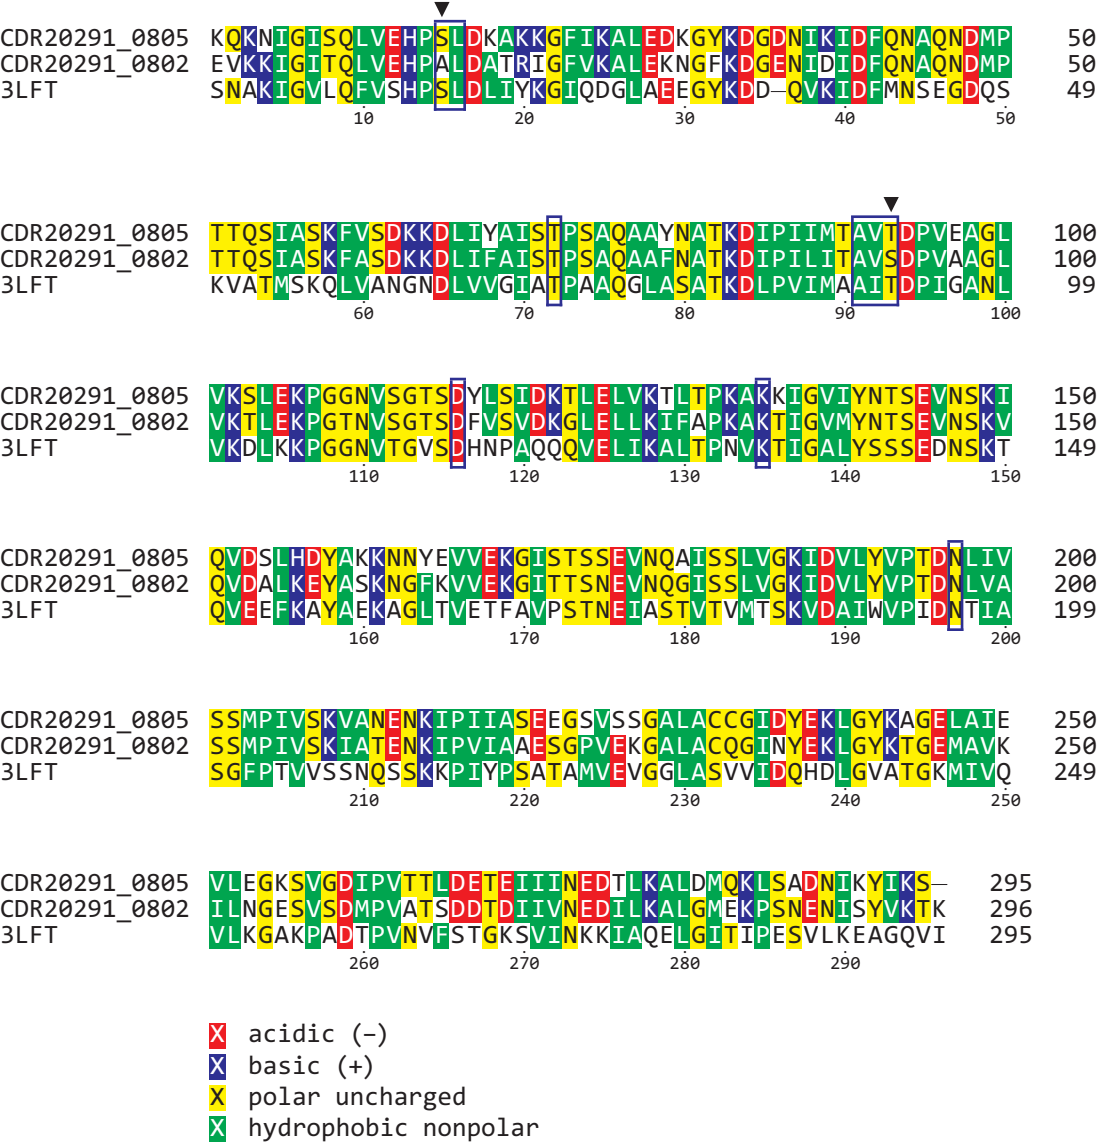 CDR20291_0805 KQKNIGISQLVEHPSLDKAKKGFIKALEDKGYKDGDNIKIDFQNAQNDMP 50
CDR20291_0802 EVKKIGITQLVEHPALDATRIGFVKALEKNGFKDGENIDIDFQNAQNDMP 50
3LFT SNAKIGVLQFVSHPSLDLIYKGIQDGLAEEGYKDD–QVKIDFMNSEGDQS 49
10 20 30 40 50
CDR20291_0805 TTQSIASKFVSDKKDLIYAISTPSAQAAYNATKDIPIIMTAVTDPVEAGL 100
CDR20291_0802 TTQSIASKFASDKKDLIFAISTPSAQAAFNATKDIPILITAVSDPVAAGL 100
3LFT KVATMSKQLVANGNDLVVGIATPAAQGLASATKDLPVIMAAITDPIGANL 99
60 70 80 90 100
CDR20291_0805 VKSLEKPGGNVSGTSDYLSIDKTLELVKTLTPKAKKIGVIYNTSEVNSKI 150
CDR20291_0802 VKTLEKPGTNVSGTSDFVSVDKGLELLKIFAPKAKTIGVMYNTSEVNSKV 150
3LFT VKDLKKPGGNVTGVSDHNPAQQQVELIKALTPNVKTIGALYSSSEDNSKT 149
110 120 130 140 150
CDR20291_0805 QVDSLHDYAKKNNYEVVEKGISTSSEVNQAISSLVGKIDVLYVPTDNLIV 200
CDR20291_0802 QVDALKEYASKNGFKVVEKGITTSNEVNQGISSLVGKIDVLYVPTDNLVA 200
3LFT QVEEFKAYAEKAGLTVETFAVPSTNEIASTVTVMTSKVDAIWVPIDNTIA 199
160 170 180 190 200
CDR20291_0805 SSMPIVSKVANENKIPIIASEEGSVSSGALACCGIDYEKLGYKAGELAIE 250
CDR20291_0802 SSMPIVSKIATENKIPVIAAESGPVEKGALACQGINYEKLGYKTGEMAVK 250
3LFT SGFPTVVSSNQSSKKPIYPSATAMVEVGGLASVVIDQHDLGVATGKMIVQ 249
210 220 230 240 250
CDR20291_0805 VLEGKSVGDIPVTTLDETEIIINEDTLKALDMQKLSADNIKYIKS– 295
CDR20291_0802 ILNGESVSDMPVATSDDTDIIVNEDILKALGMEKPSNENISYVKTK 296
3LFT VLKGAKPADTPVNVFSTGKSVINKKIAQELGITIPESVLKEAGQVI 295
260 270 280 290
X acidic (–)
X basic (+)
X polar uncharged
X hydrophobic nonpolar